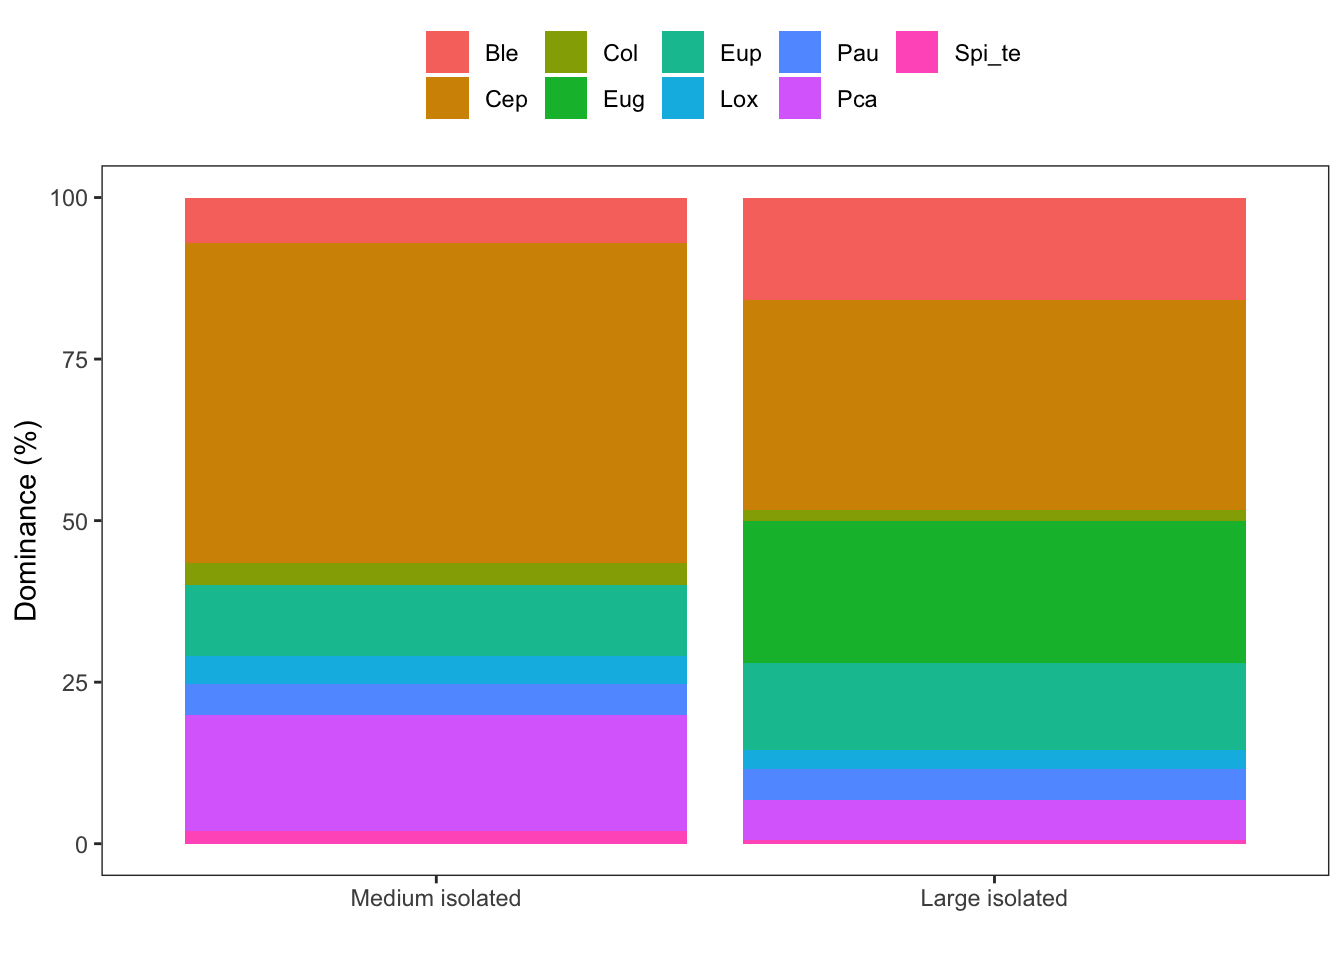 Ble Col Eup Pau Spi_te
Cep Eug Lox Pca
100
75
50
25
0
Dominance (%)
Medium isolated Large isolated